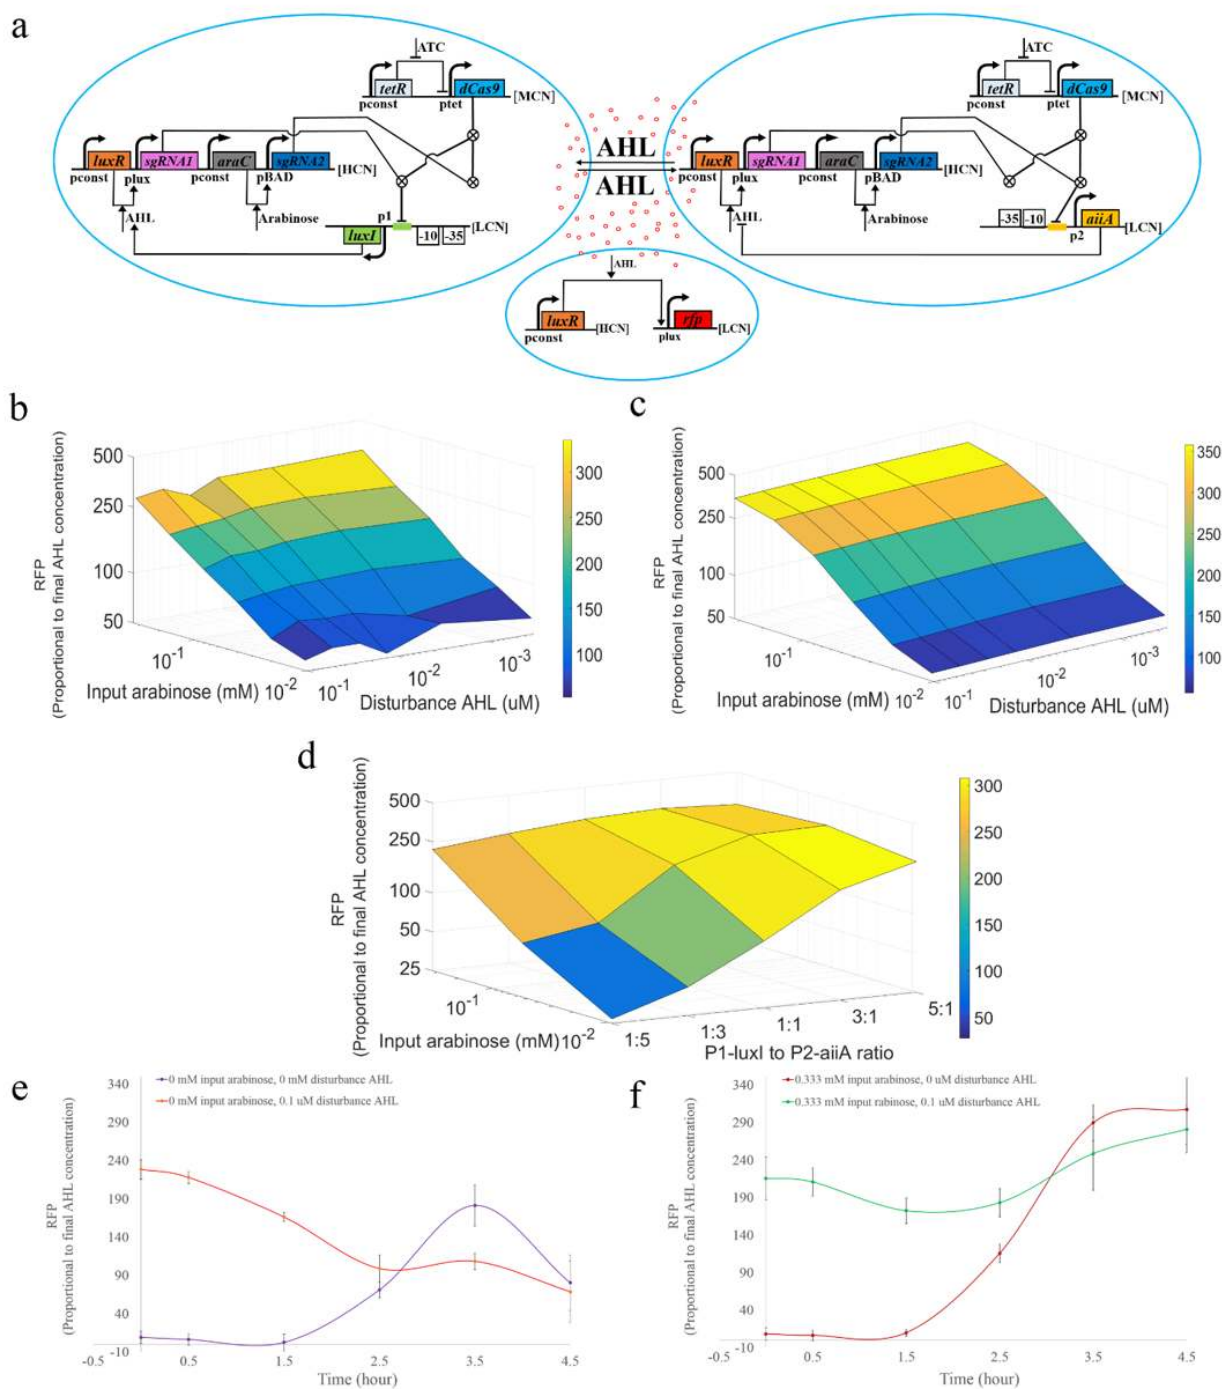 a
ATC
tetR
dCas9
pconst
ptet
[MCN]
luxR
sgRNA1
araC
sgRNA2
[HCN]
pconst
plux
pconst
pBAD
AHL
Arabinose
p1
luxI
-10
-35
[LCN]
AHL
AHL
ATC
tetR
dCas9
pconst
ptet
[MCN]
luxR
sgRNA1
araC
sgRNA2
[HCN]
pconst
plux
pconst
pBAD
AHL
Arabinose
-35
-10
p2
aiiA
[LCN]
AHL
luxR
pconst
[HCN]
plux
rfp
[LCN]
b
RFP
(Proportional to final AHL concentration)
500
250
100
50
10-1
10-2
Input arabinose (mM)
10-1
10-2
10-3
Disturbance AHL (uM)
300
250
200
150
100
c
RFP
(Proportional to final AHL concentration)
500
250
100
50
10-1
10-2
Input arabinose (mM)
10-1
10-2
10-3
Disturbance AHL (uM)
350
300
250
200
150
100
d
RFP
(Proportional to final AHL concentration)
500
250
100
50
25
10-1
10-2
Input arabinose (mM)
1:5
1:3
1:1
3:1
5:1
P1-luxI to P2-aiiA ratio
300
250
200
150
100
50
e
0 mM input arabinose, 0 mM disturbance AHL
0 mM input arabinose, 0.1 uM disturbance AHL
RFP
(Proportional to final AHL concentration)
340
290
240
190
140
90
40
-10
-0.5 0.5 1.5 2.5 3.5 4.5
Time (hour)
f
0.333 mM input arabinose, 0 uM disturbance AHL
0.333 mM input rabinose, 0.1 uM disturbance AHL
RFP
(Proportional to final AHL concentration)
340
290
240
190
140
90
40
-10
-0.5 0.5 1.5 2.5 3.5 4.5
Time (hour)